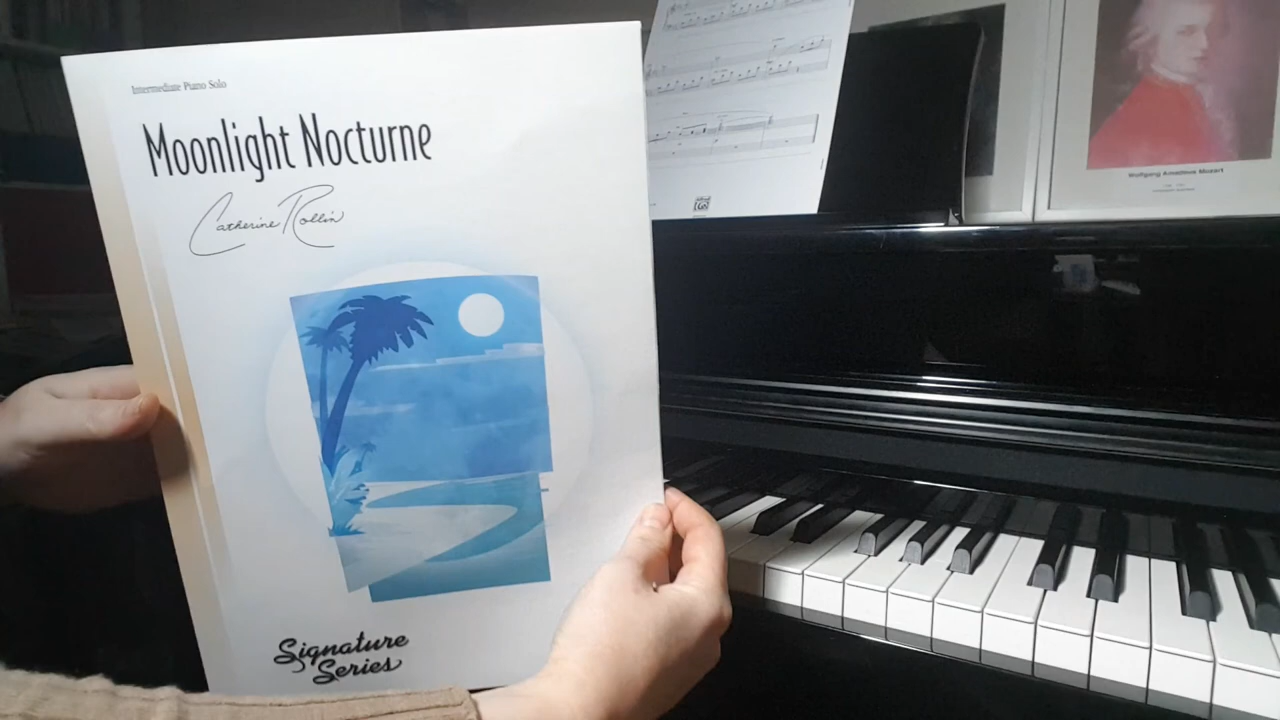 Intermediate Piano Solo
Moonlight Nocturne
Catherine Rollin
Signature
Series
Wolfgang Amadeus Mozart